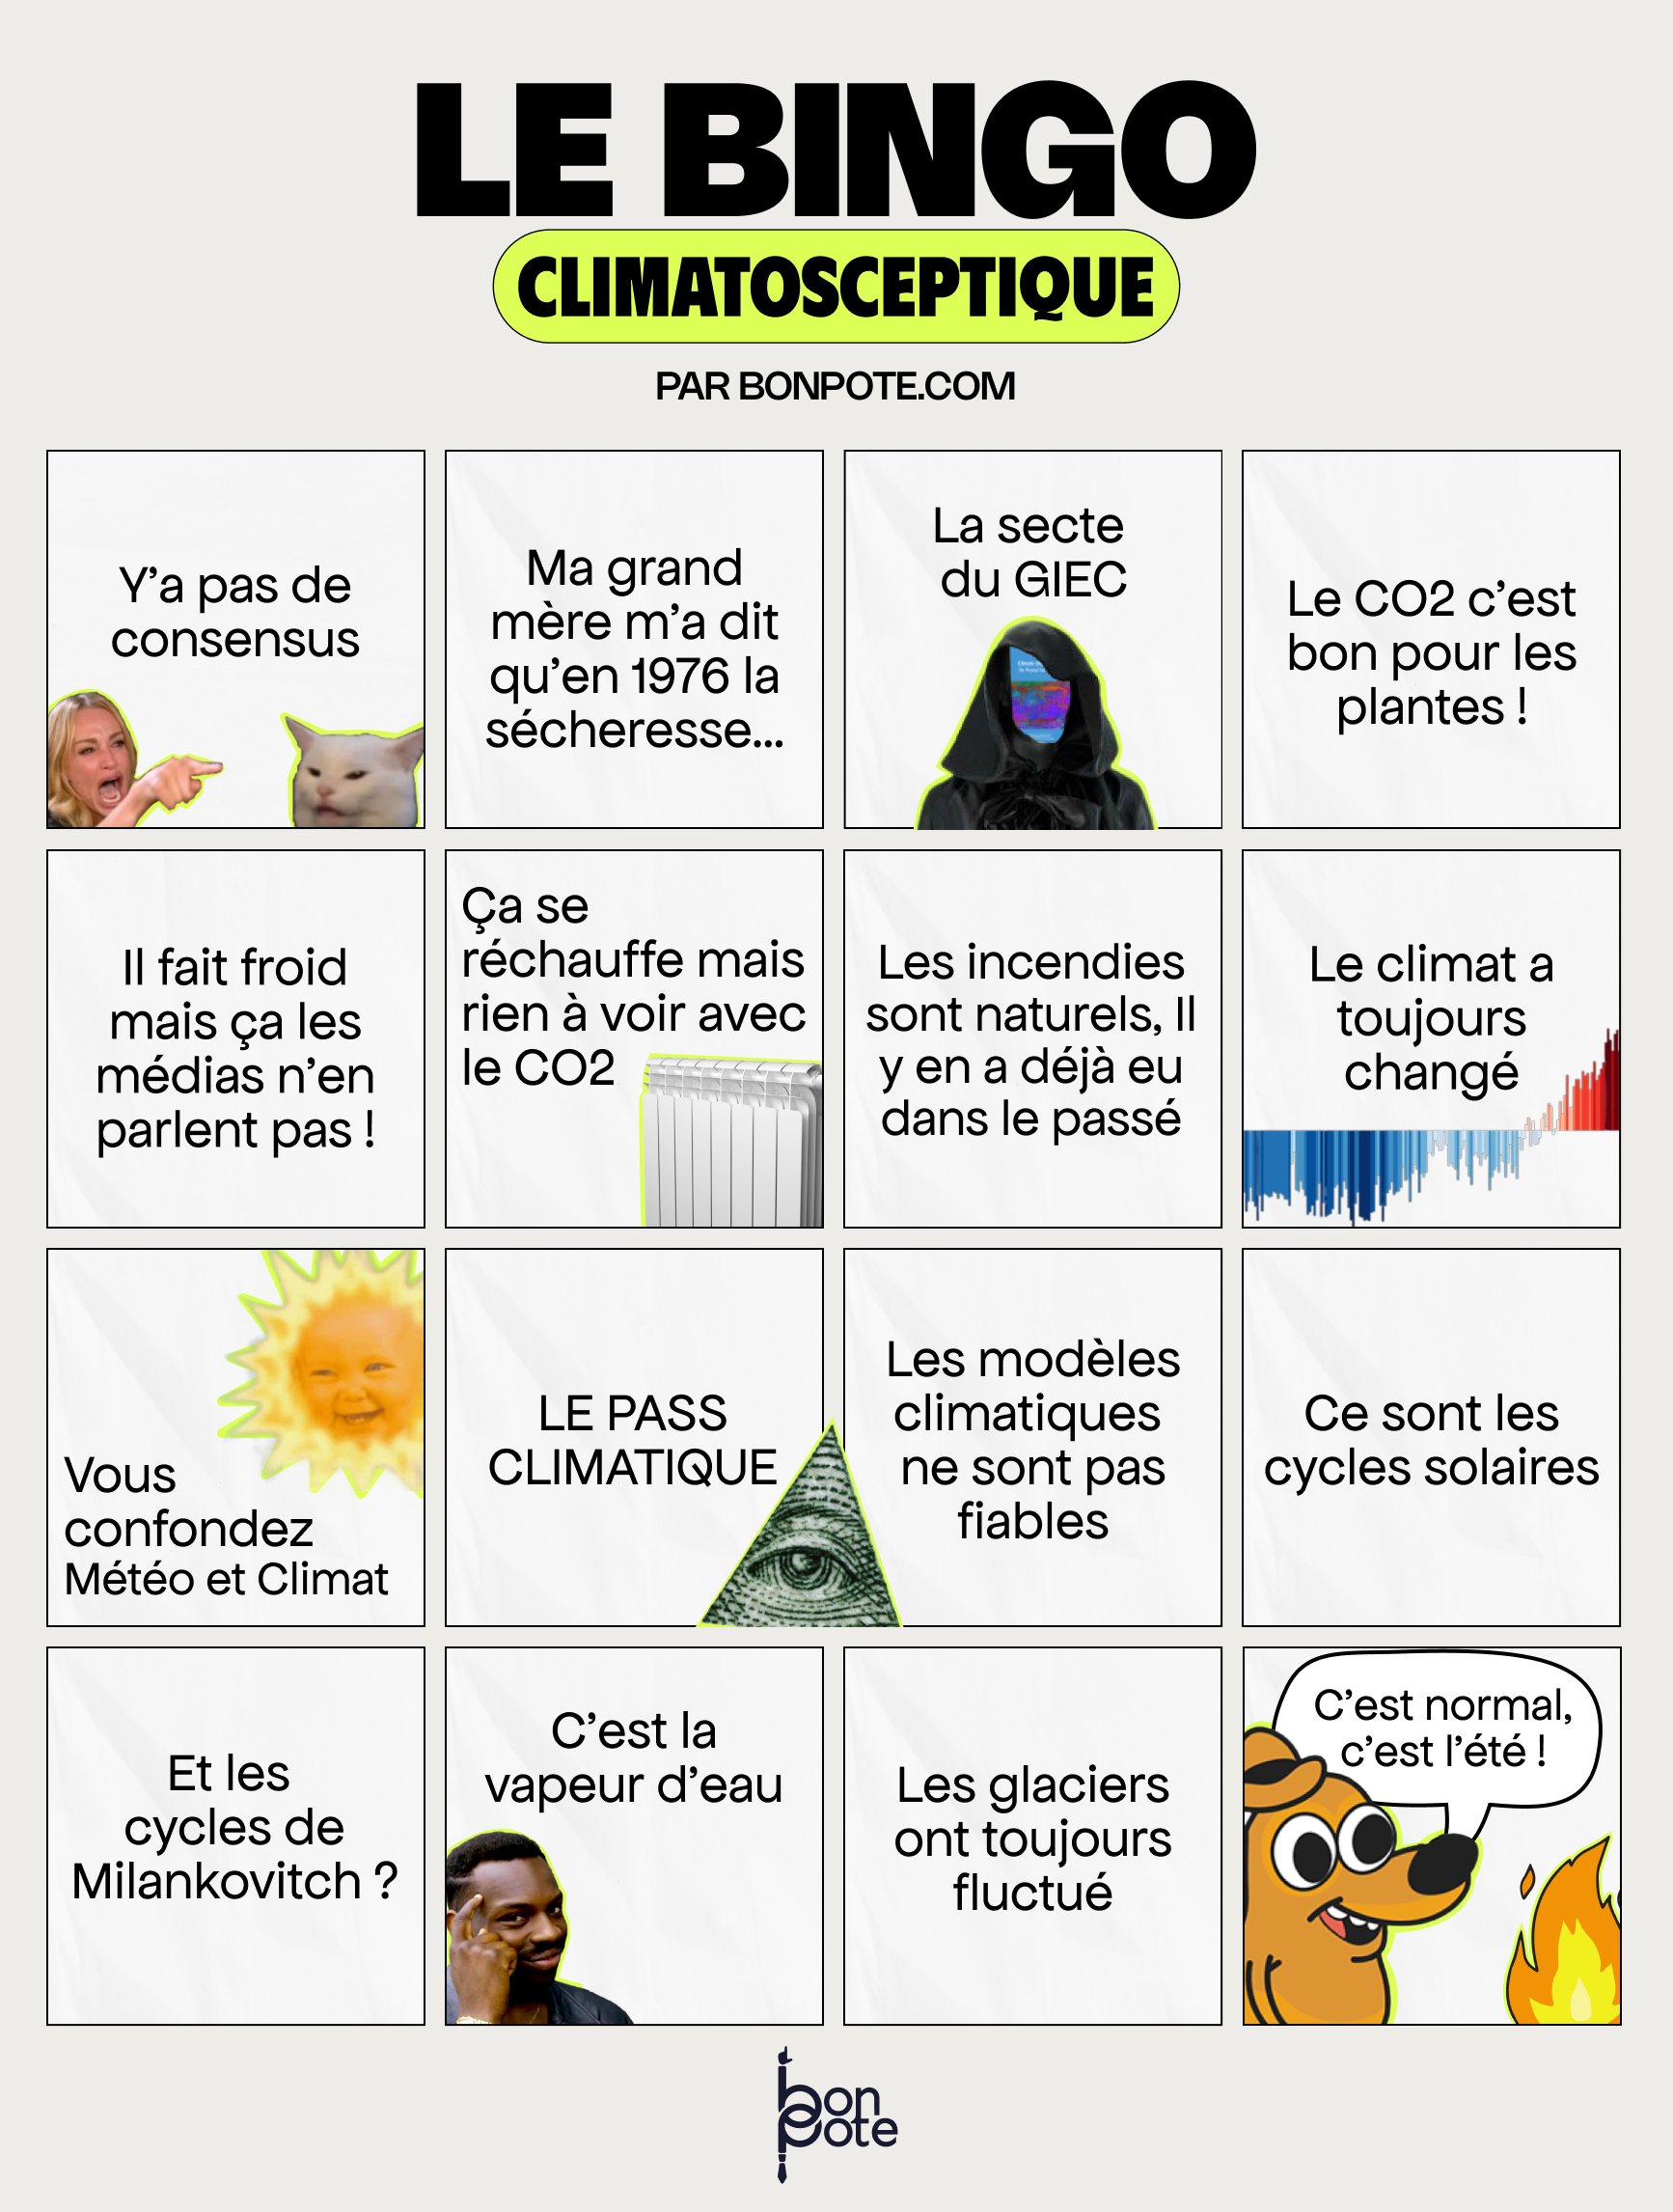 LE BINGO
CLIMATOSCEPTIQUE
PAR BONPOTE.COM
Y’a pas de
consensus
Ma grand
mère m’a dit
qu’en 1976 la
sécheresse...
La secte
du GIEC
Le CO2 c’est
bon pour les
plantes !
Il fait froid
mais ça les
médias n’en
parlent pas !
Ça se
réchauffe mais
rien à voir avec
le CO2
Les incendies
sont naturels, Il
y en a déjà eu
dans le passé
Le climat a
toujours
changé
Vous
confondez
Météo et Climat
LE PASS
CLIMATIQUE
Les modèles
climatiques
ne sont pas
fiables
Ce sont les
cycles solaires
Et les
cycles de
Milankovitch ?
C’est la
vapeur d’eau
Les glaciers
ont toujours
fluctué
C’est normal,
c’est l’été !
bon
pote